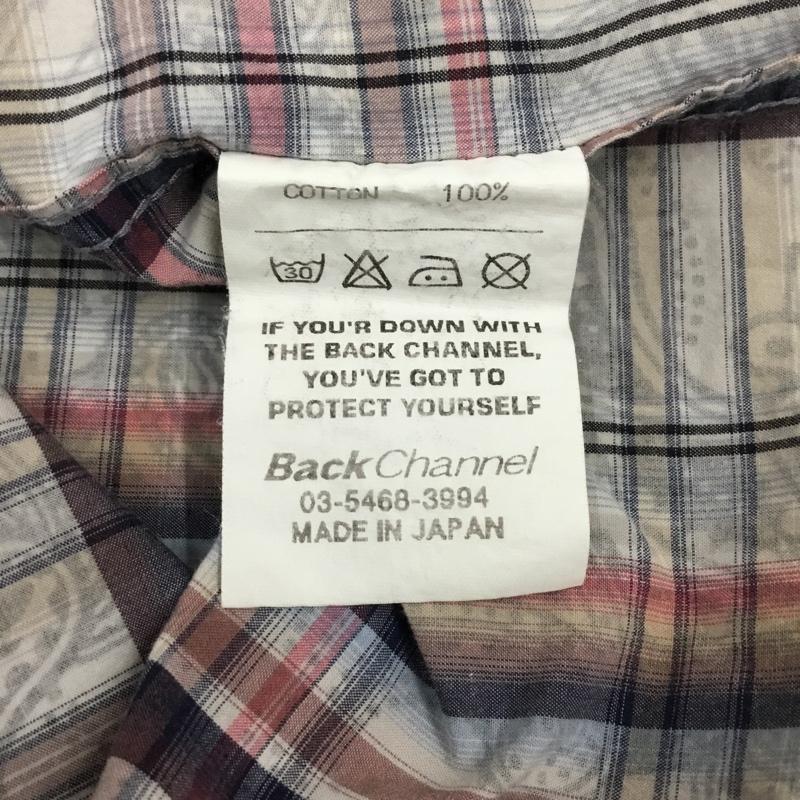 COTTON 100%
30
IF YOU'R DOWN WITH
THE BACK CHANNEL,
YOU'VE GOT TO
PROTECT YOURSELF
BackChannel
03-5468-3994
MADE IN JAPAN